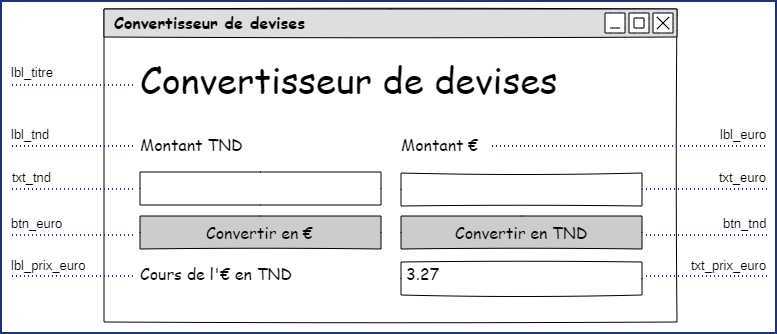 Convertisseur de devises
lbl_titre
Convertisseur de devises
lbl_tnd
Montant TND
Montant €
lbl_euro
txt_tnd
txt_euro
btn_euro
Convertir en €
Convertir en TND
btn_tnd
lbl_prix_euro
Cours de l'€ en TND
3.27
txt_prix_euro